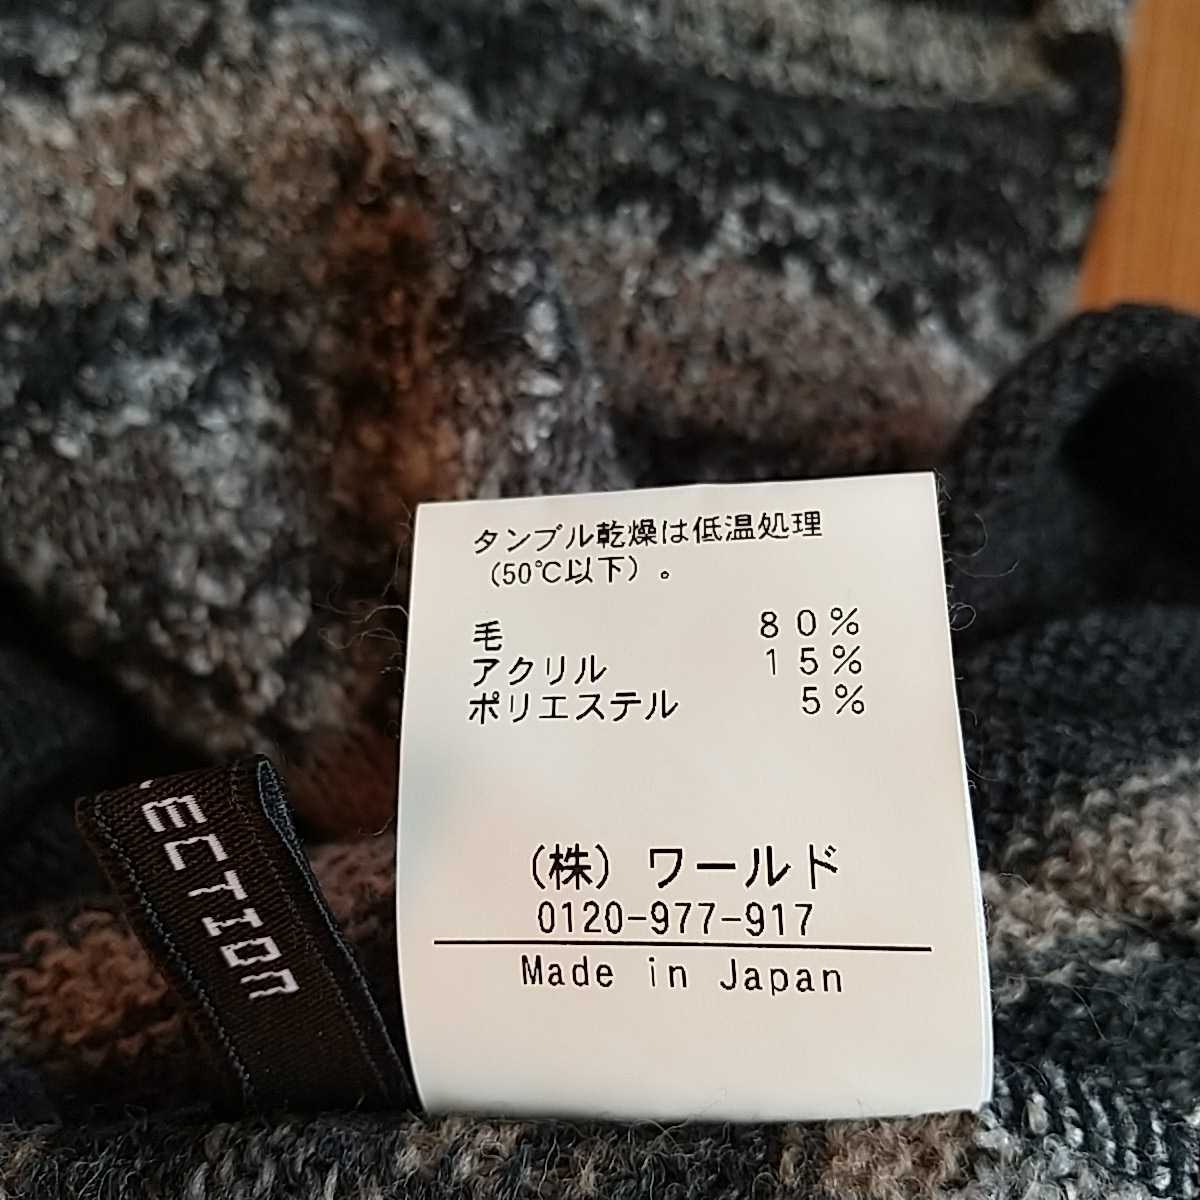 タンブル乾燥は低温処理
（50℃以下）。
毛 80%
アクリル 15%
ポリエステル 5%
（株）ワールド
0120-977-917
Made in Japan